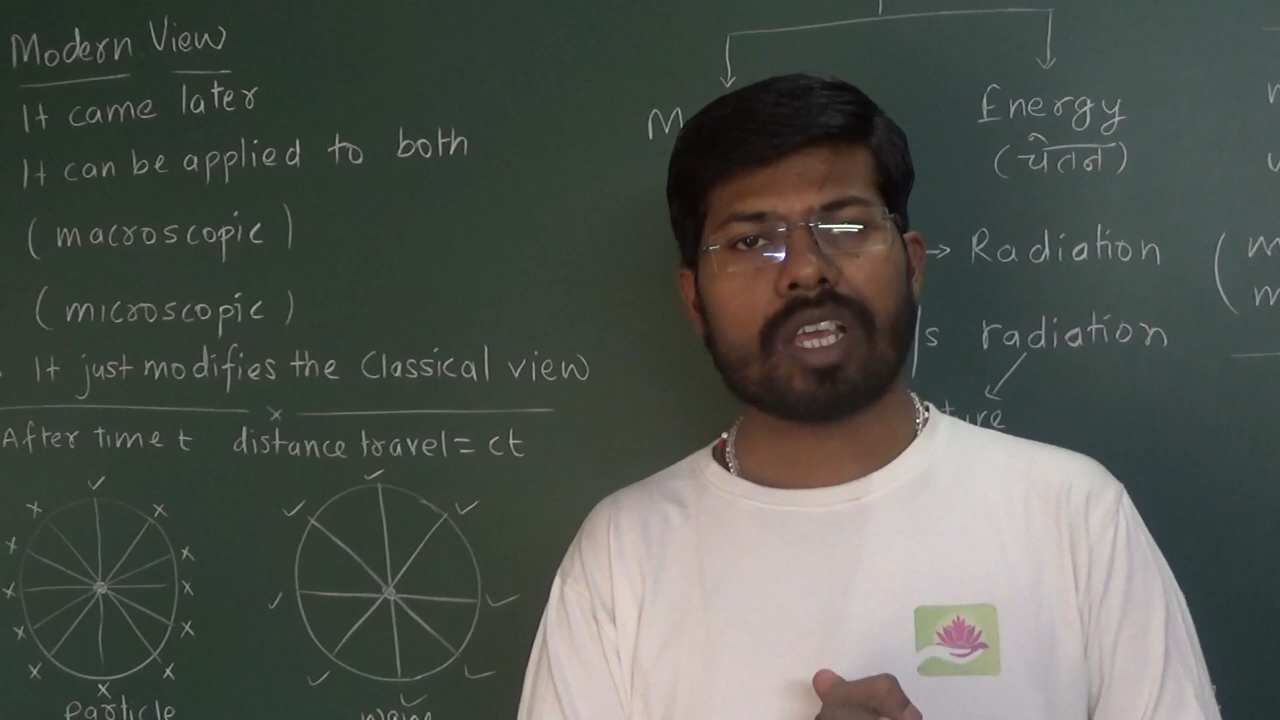 Modern View
It came later
It can be applied to both
(macroscopic)
(microscopic)
It just modifies the Classical view
x
After time t distance travel = ct
Particle
Energy
(चेतन)
→ Radiation
radiation